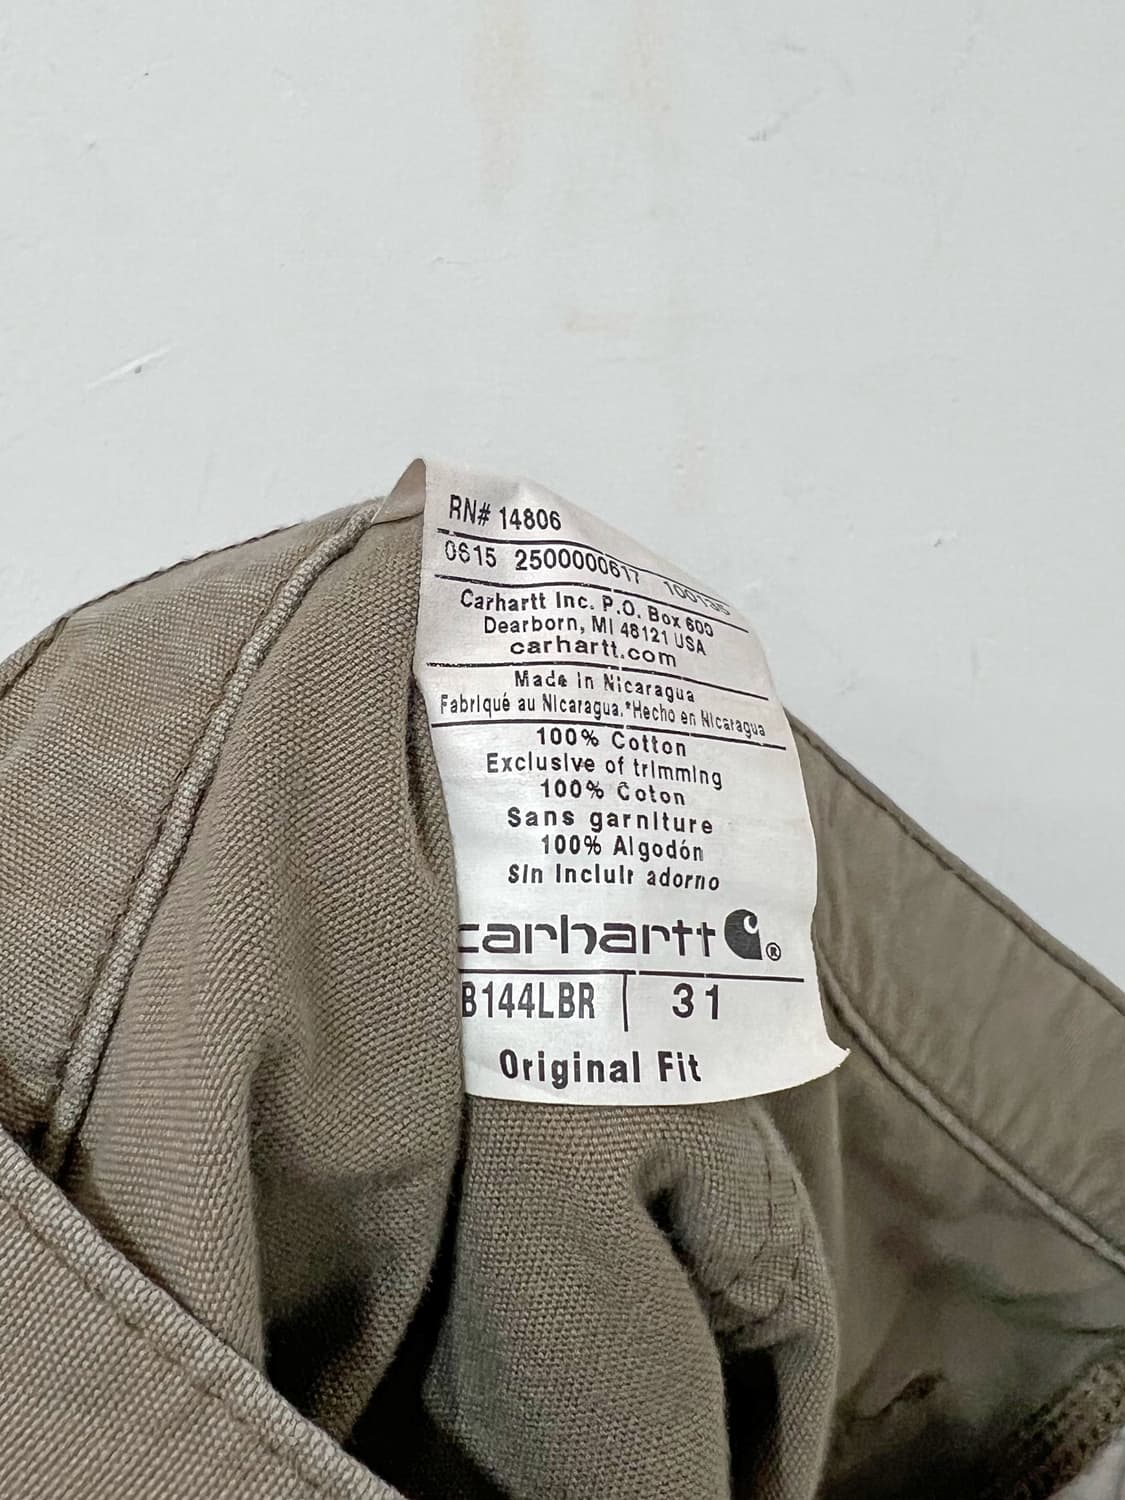 RN# 14806
0615 2500000617 100135
Carhartt Inc. P.O. Box 600
Dearborn, MI 48121 USA
carhartt.com
Made in Nicaragua
Fabriqué au Nicaragua.*Hecho en Nicaragua
100% Cotton
Exclusive of trimming
100% Coton
Sans garniture
100% Algodón
Sin incluir adorno
carhartt ®
B144LBR | 31
Original Fit